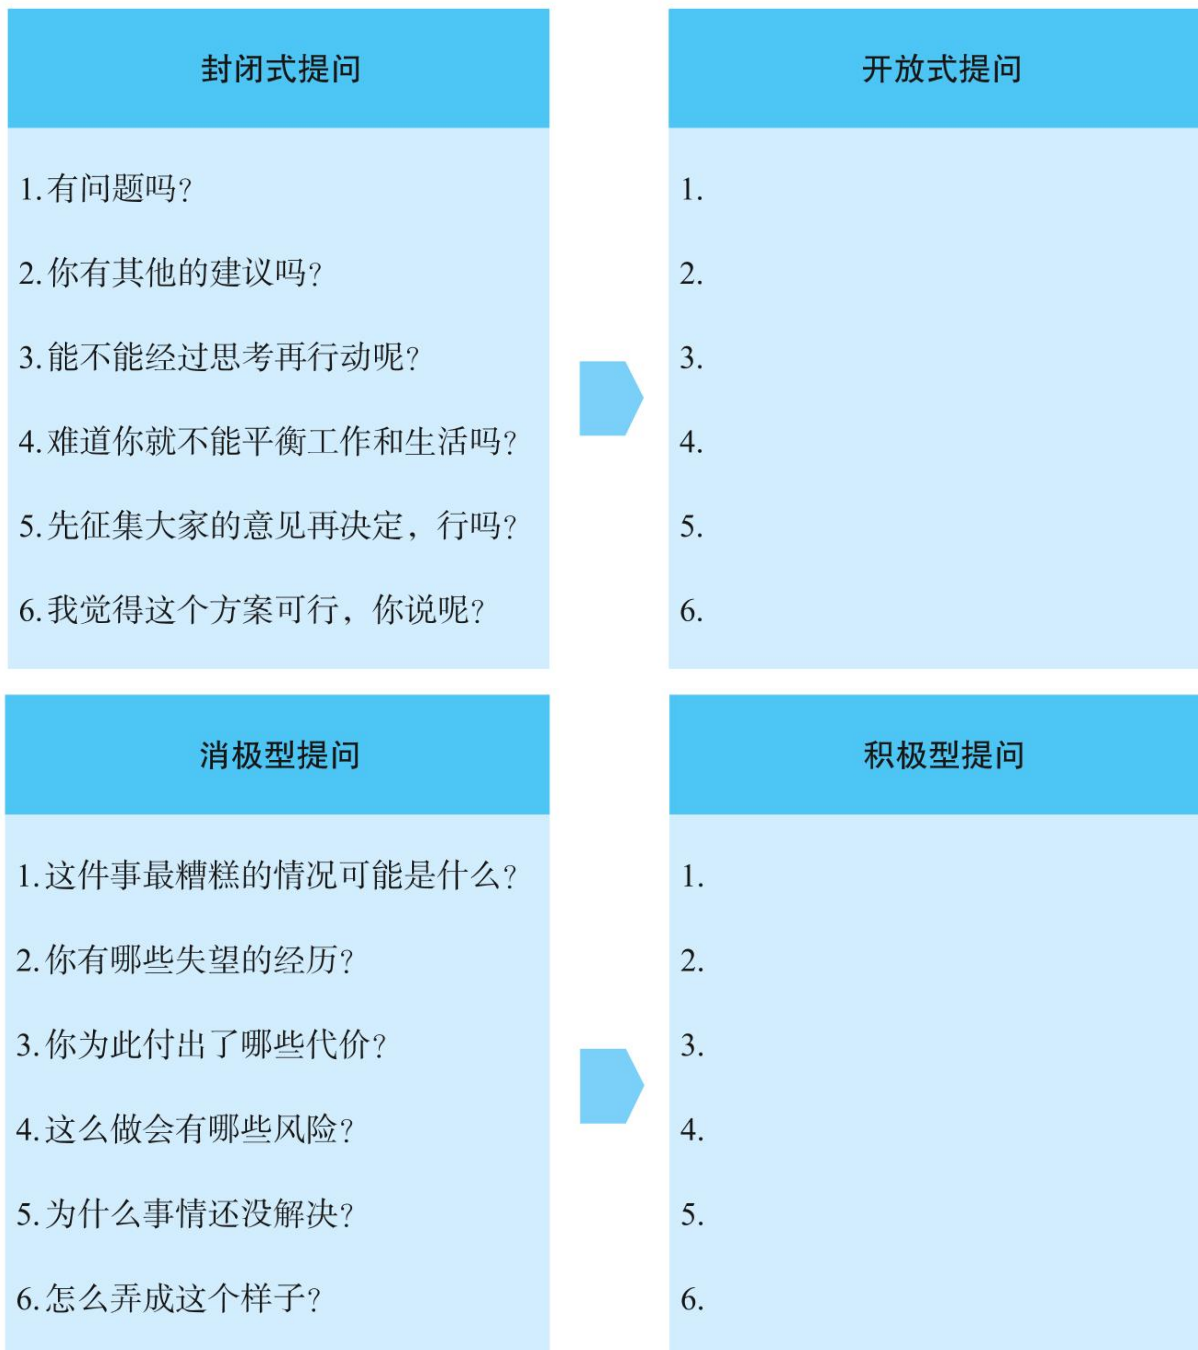 封闭式提问
1.有问题吗？
2.你有其他的建议吗？
3.能不能经过思考再行动呢？
4.难道你就不能平衡工作和生活吗？
5.先征集大家的意见再决定，行吗？
6.我觉得这个方案可行，你说呢？
开放式提问
1.
2.
3.
4.
5.
6.
消极型提问
1.这件事最糟糕的情况可能是什么？
2.你有哪些失望的经历？
3.你为此付出了哪些代价？
4.这么做会有哪些风险？
5.为什么事情还没解决？
6.怎么弄成这个样子？
积极型提问
1.
2.
3.
4.
5.
6.